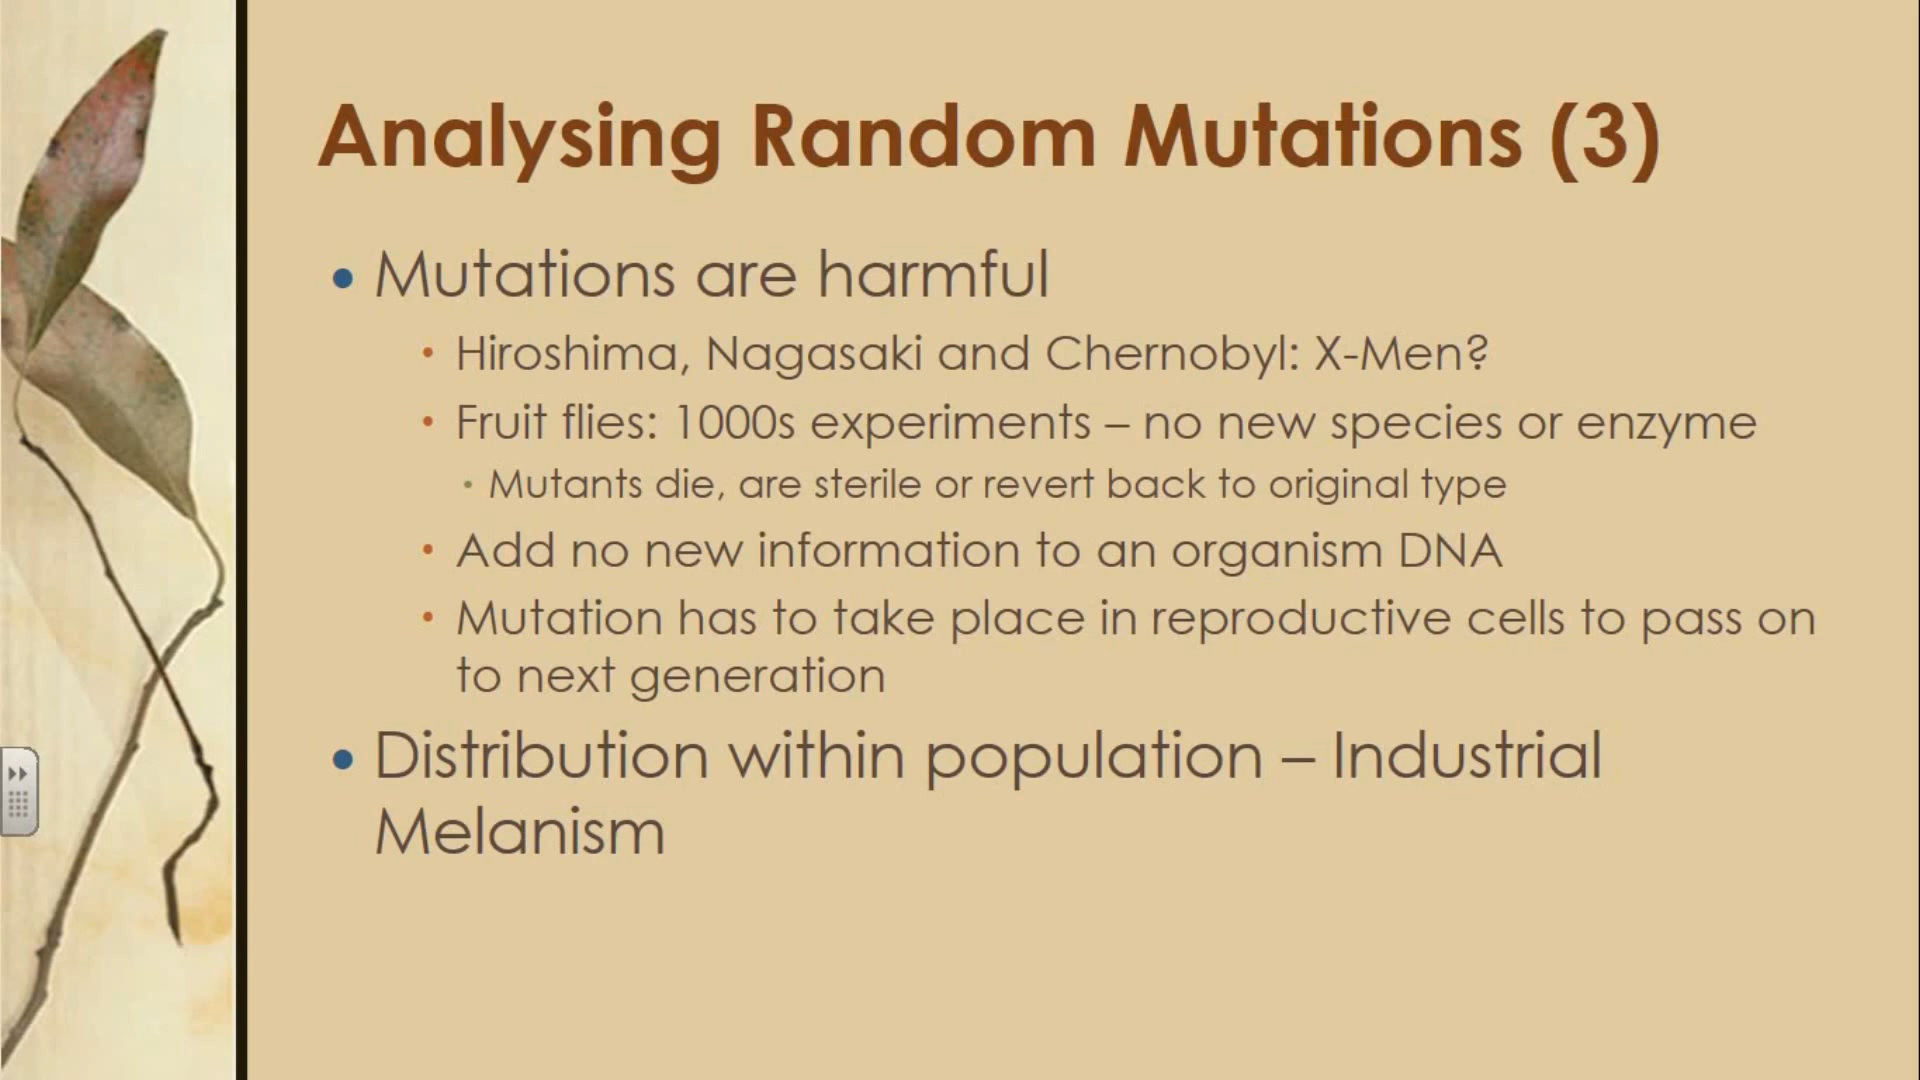 Analysing Random Mutations (3)
• Mutations are harmful
• Hiroshima, Nagasaki and Chernobyl: X-Men?
• Fruit flies: 1000s experiments – no new species or enzyme
• Mutants die, are sterile or revert back to original type
• Add no new information to an organism DNA
• Mutation has to take place in reproductive cells to pass on
to next generation
• Distribution within population – Industrial
Melanism